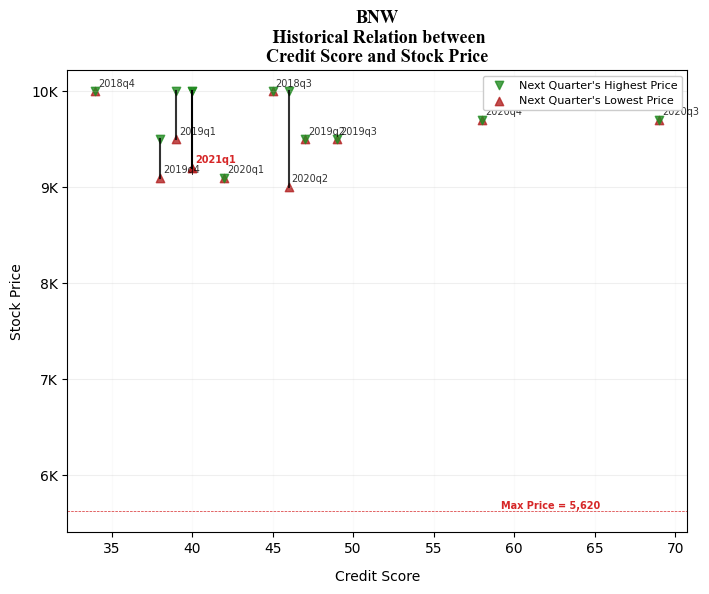 BNW
Historical Relation between
Credit Score and Stock Price
Next Quarter's Highest Price
Next Quarter's Lowest Price
2018q4
2018q3
2020q4
2020q3
2019q1
2019q2
2019q3
2021q1
2019q4
2020q1
2020q2
Max Price = 5,620
10K
9K
8K
7K
6K
Stock Price
35 40 45 50 55 60 65 70
Credit Score